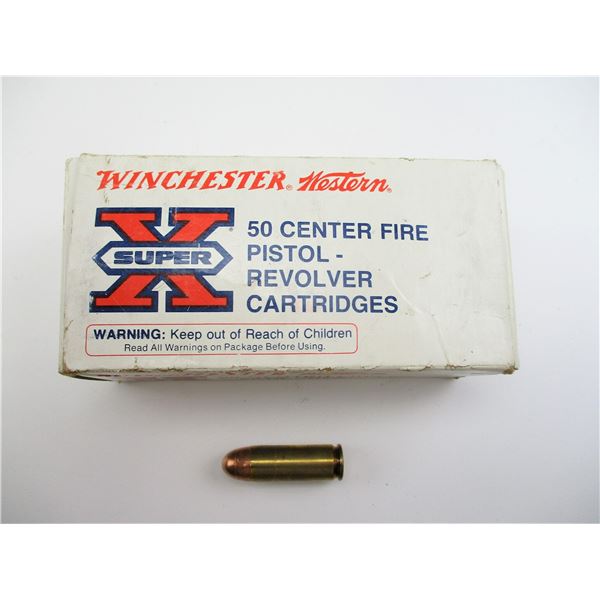 WINCHESTER® Western®
SUPER X
50 CENTER FIRE
PISTOL -
REVOLVER
CARTRIDGES
WARNING: Keep out of Reach of Children
Read All Warnings on Package Before Using.